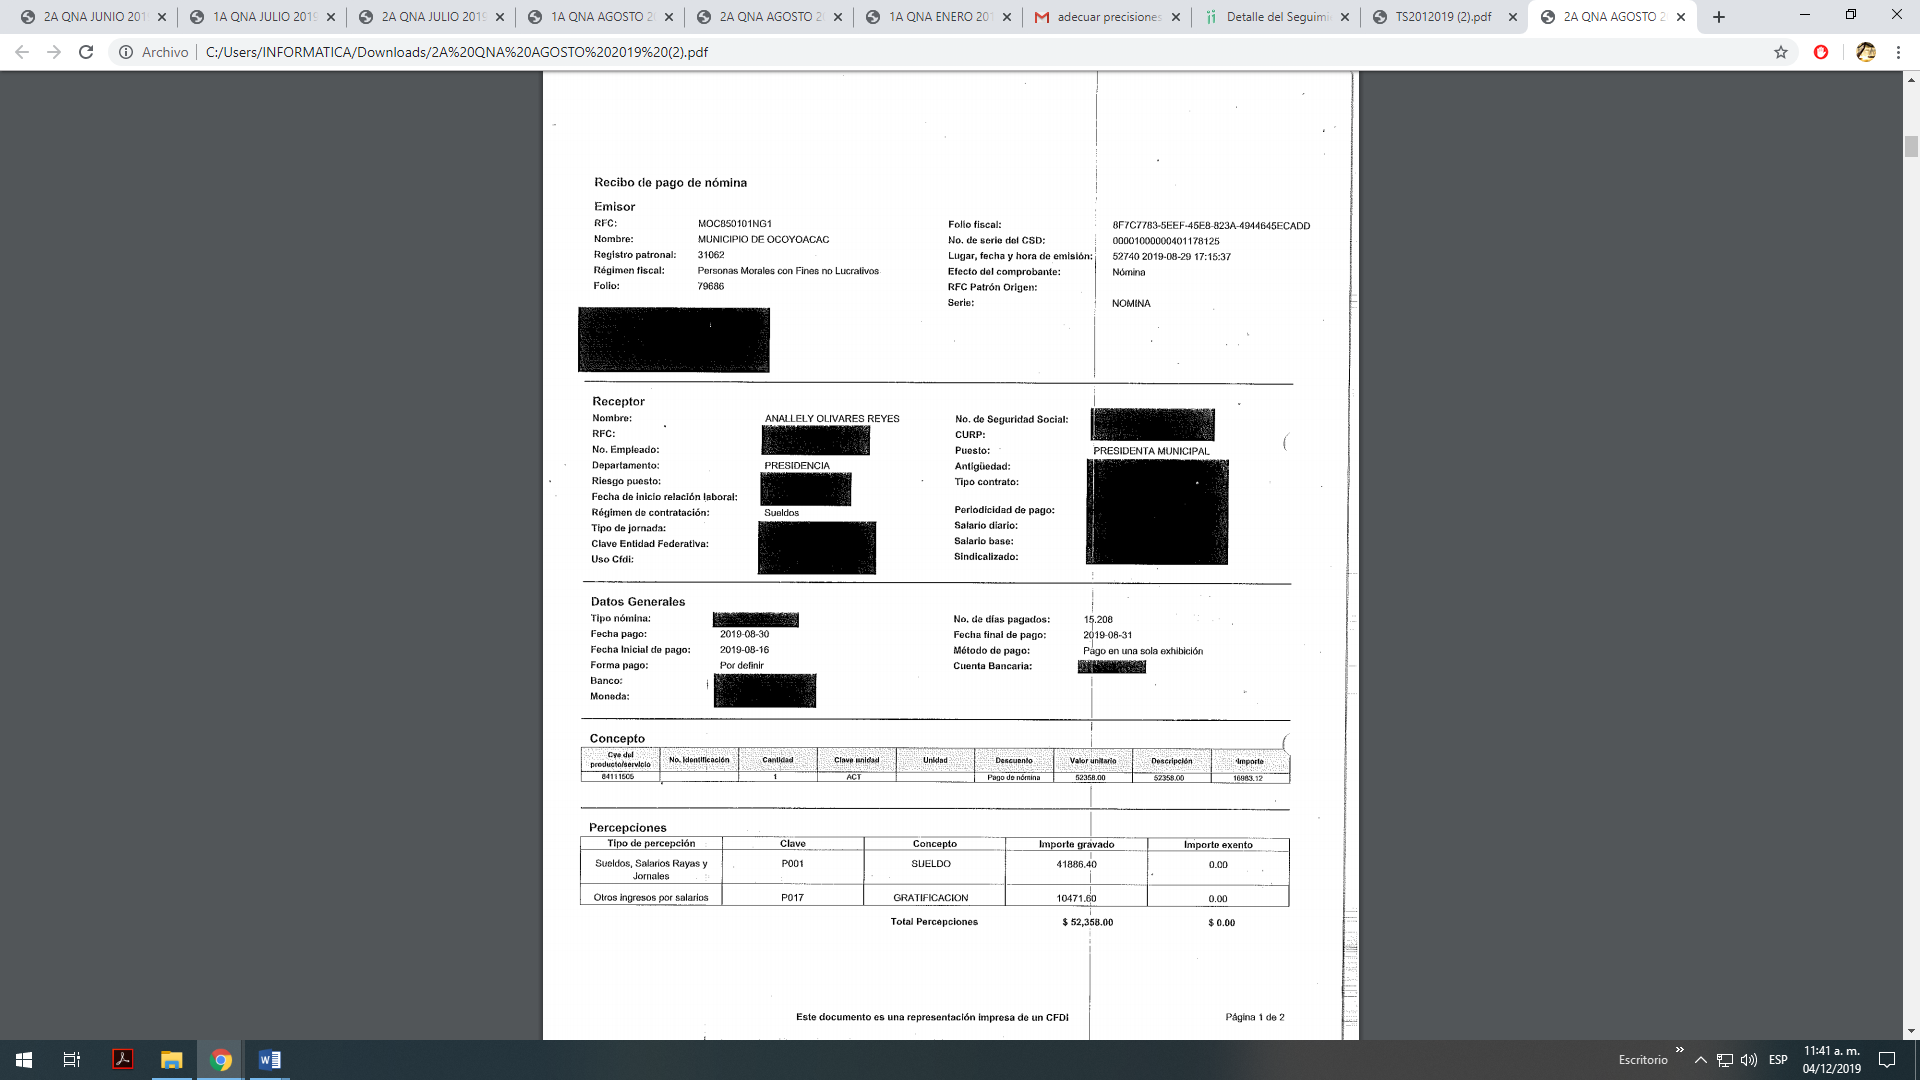 2A QNA JUNIO 201
1A QNA JULIO 2019
2A QNA JULIO 2019
1A QNA AGOSTO 2
2A QNA AGOSTO 2
1A QNA ENERO 201
adecuar precisiones
Detalle del Seguimi
TS2012019 (2).pdf
2A QNA AGOSTO 2
Archivo | C:/Users/INFORMATICA/Downloads/2A%20QNA%20AGOSTO%202019%20(2).pdf
Recibo de pago de nómina
Emisor
RFC: MOC850101NG1
Nombre: MUNICIPIO DE OCOYOACAC
Registro patronal: 31062
Régimen fiscal: Personas Morales con Fines no Lucrativos
Folio: 79686
Folio fiscal: 8F7C7783-5EEF-45E8-823A-4944645ECADD
No. de serie del CSD: 00001000000401178125
Lugar, fecha y hora de emisión: 52740 2019-08-29 17:15:37
Efecto del comprobante: Nómina
RFC Patrón Origen:
Serie: NOMINA
Receptor
Nombre: ANALLELY OLIVARES REYES
RFC:
No. Empleado:
Departamento: PRESIDENCIA
Riesgo puesto:
Fecha de inicio relación laboral:
Régimen de contratación: Sueldos
Tipo de jornada:
Clave Entidad Federativa:
Uso Cfdi:
No. de Seguridad Social:
CURP:
Puesto: PRESIDENTA MUNICIPAL
Antigüedad:
Tipo contrato:
Periodicidad de pago:
Salario diario:
Salario base:
Sindicalizado:
Datos Generales
Tipo nómina:
Fecha pago: 2019-08-30
Fecha Inicial de pago: 2019-08-16
Forma pago: Por definir
Banco:
Moneda:
No. de días pagados: 15.208
Fecha final de pago: 2019-08-31
Método de pago: Pago en una sola exhibición
Cuenta Bancaria:
Concepto
Cve del producto/servicio No. Identificación Cantidad Clave unidad Unidad Descuento Valor unitario Descripción Importe
84111505 1 ACT Pago de nómina 52358.00 52358.00 16983.12
Percepciones
Tipo de percepción Clave Concepto Importe gravado Importe exento
Sueldos, Salarios Rayas y Jornales P001 SUELDO 41886.40 0.00
Otros ingresos por salarios P017 GRATIFICACION 10471.60 0.00
Total Percepciones $ 52,358.00 $ 0.00
Este documento es una representación impresa de un CFDI
Página 1 de 2
Escritorio
ESP
11:41 a. m.
04/12/2019